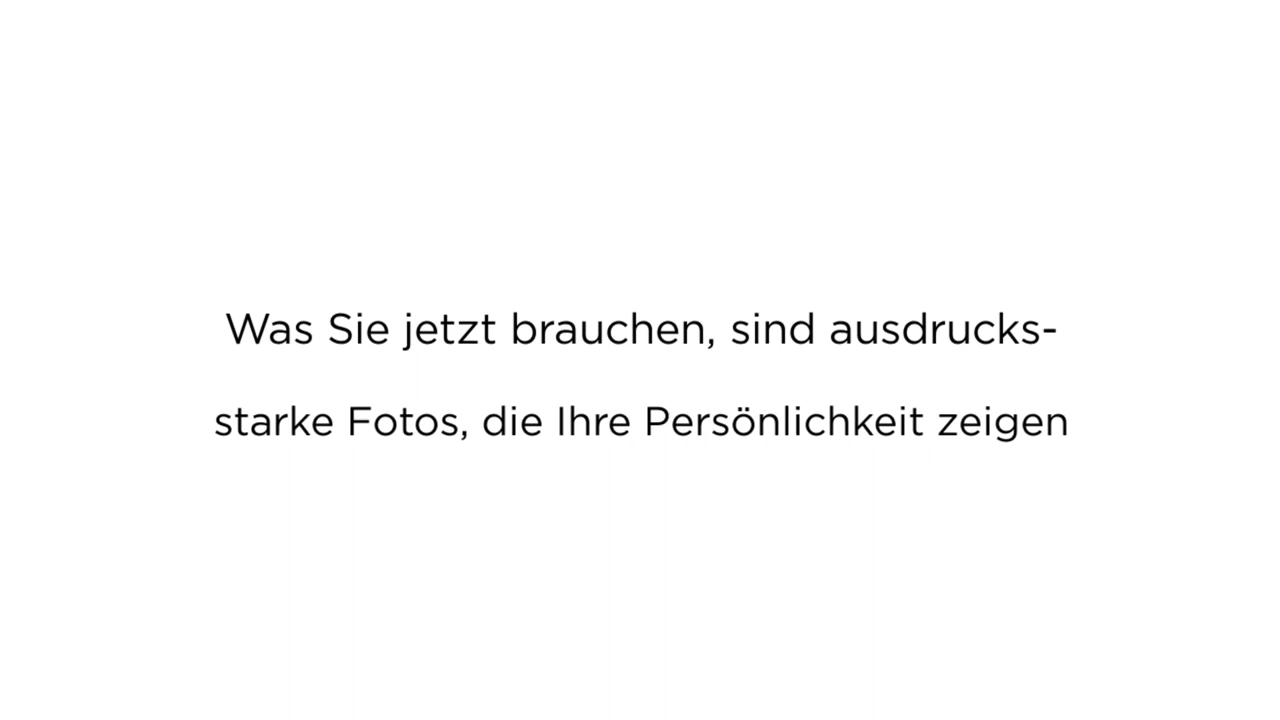 Was Sie jetzt brauchen, sind ausdrucks-
starke Fotos, die Ihre Persönlichkeit zeigen